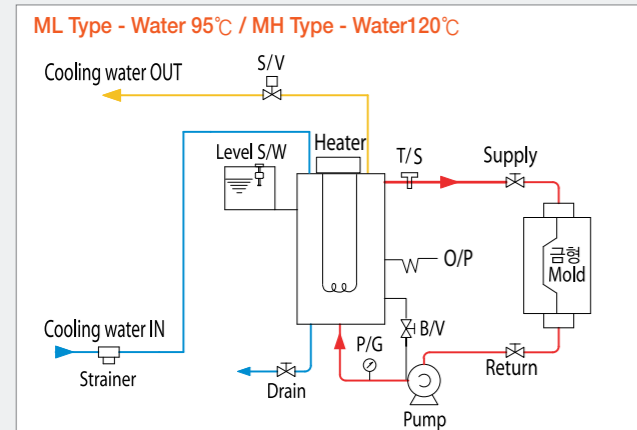 ML Type - Water 95℃ / MH Type - Water120℃
S/V
Cooling water OUT
Level S/W
Heater
T/S
Supply
금형
Mold
O/P
Cooling water IN
B/V
P/G
Strainer
Drain
Return
Pump